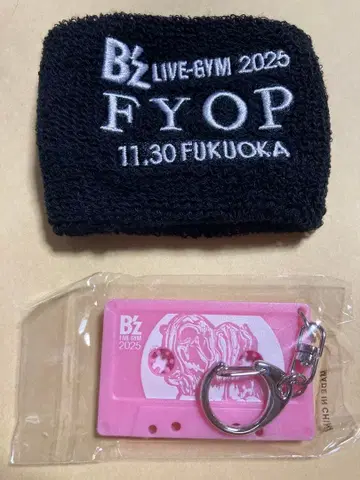 B'z LIVE-GYM 2025
FYOP
11.30 FUKUOKA
B'z
LIVE-GYM
2025
MADE IN CHINA